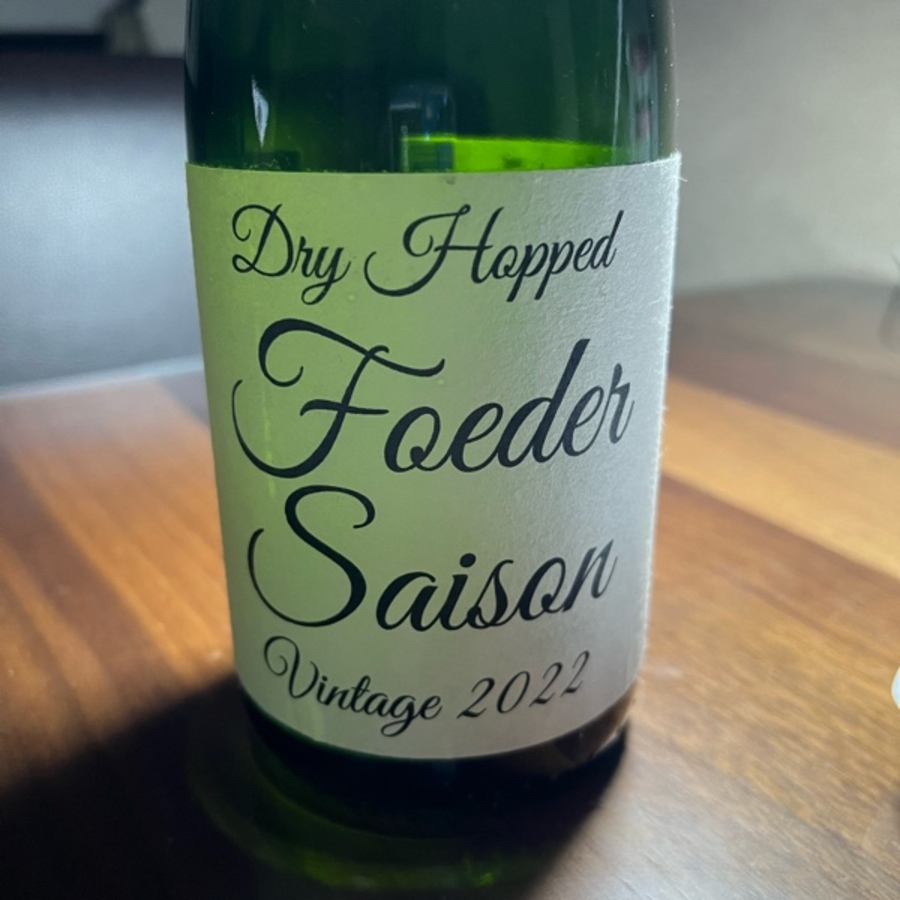 Dry Hopped
Foeder
Saison
Vintage 2022